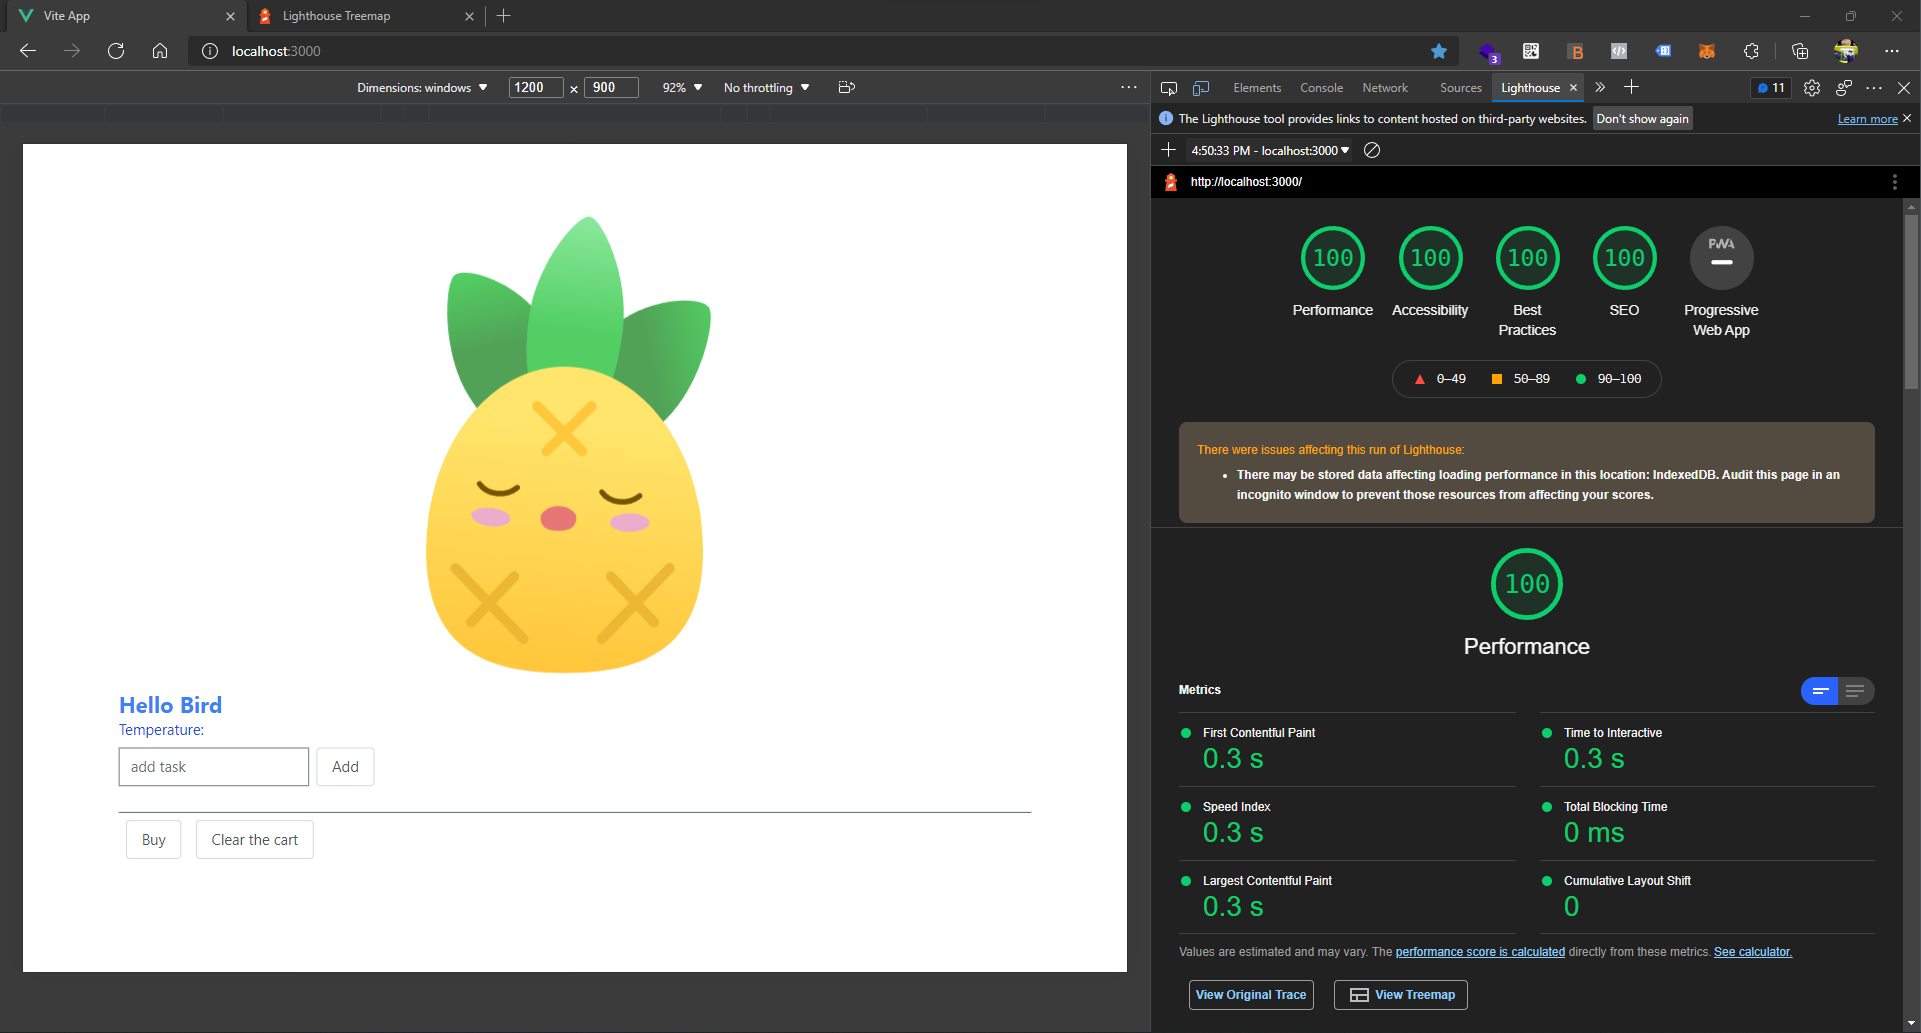 Vite App
Lighthouse Treemap
localhost:3000
3
Dimensions: windows
1200 × 900
92%
No throttling
Elements
Console
Network
Sources
Lighthouse
11
The Lighthouse tool provides links to content hosted on third-party websites.
Don't show again
Learn more
4:50:33 PM - localhost:3000
http://localhost:3000/
100
100
100
100
PWA
Performance
Accessibility
Best
Practices
SEO
Progressive
Web App
0–49
50–89
90–100
There were issues affecting this run of Lighthouse:
There may be stored data affecting loading performance in this location: IndexedDB. Audit this page in an
incognito window to prevent those resources from affecting your scores.
100
Performance
Metrics
First Contentful Paint
0.3 s
Time to Interactive
0.3 s
Speed Index
0.3 s
Total Blocking Time
0 ms
Largest Contentful Paint
0.3 s
Cumulative Layout Shift
0
Values are estimated and may vary. The performance score is calculated directly from these metrics. See calculator.
View Original Trace
View Treemap
Hello Bird
Temperature:
add task
Add
Buy
Clear the cart